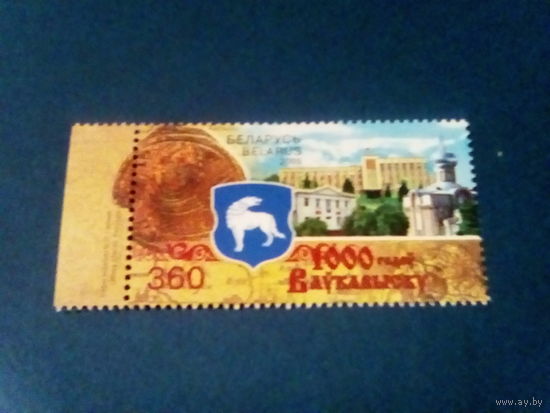 БЕЛАРУСЬ
BELARUS
360
1000 гадоў
Ваўкавыску
www.ay.by